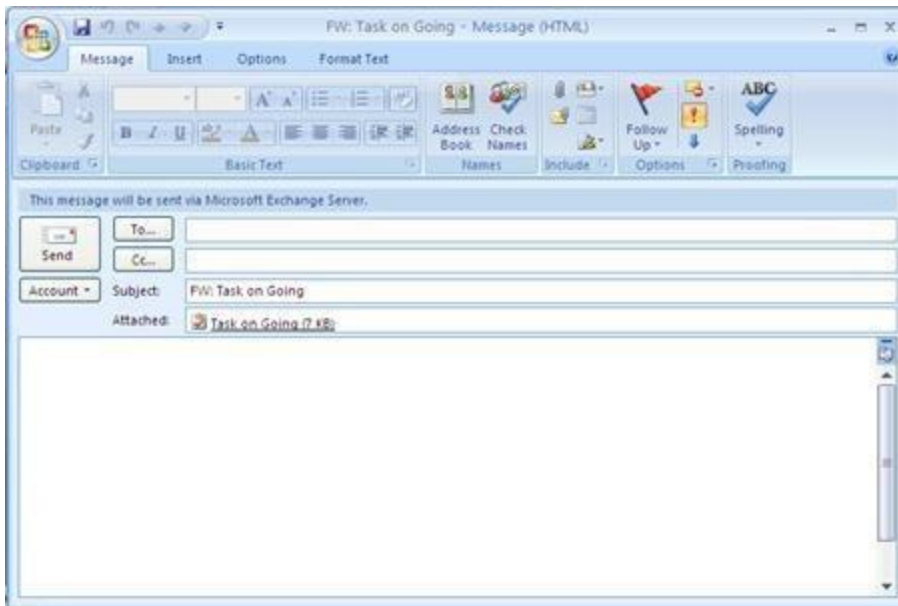 FW: Task on Going - Message (HTML)
Message Insert Options Format Text
Paste
Clipboard
B I U A A A
Basic Text
Address Book
Check Names
Names
Include
Follow Up
Options
ABC
Spelling
Proofing
This message will be sent via Microsoft Exchange Server.
Send
To...
Cc...
Account
Subject: FW: Task on Going
Attached: Task on Going (7 KB)